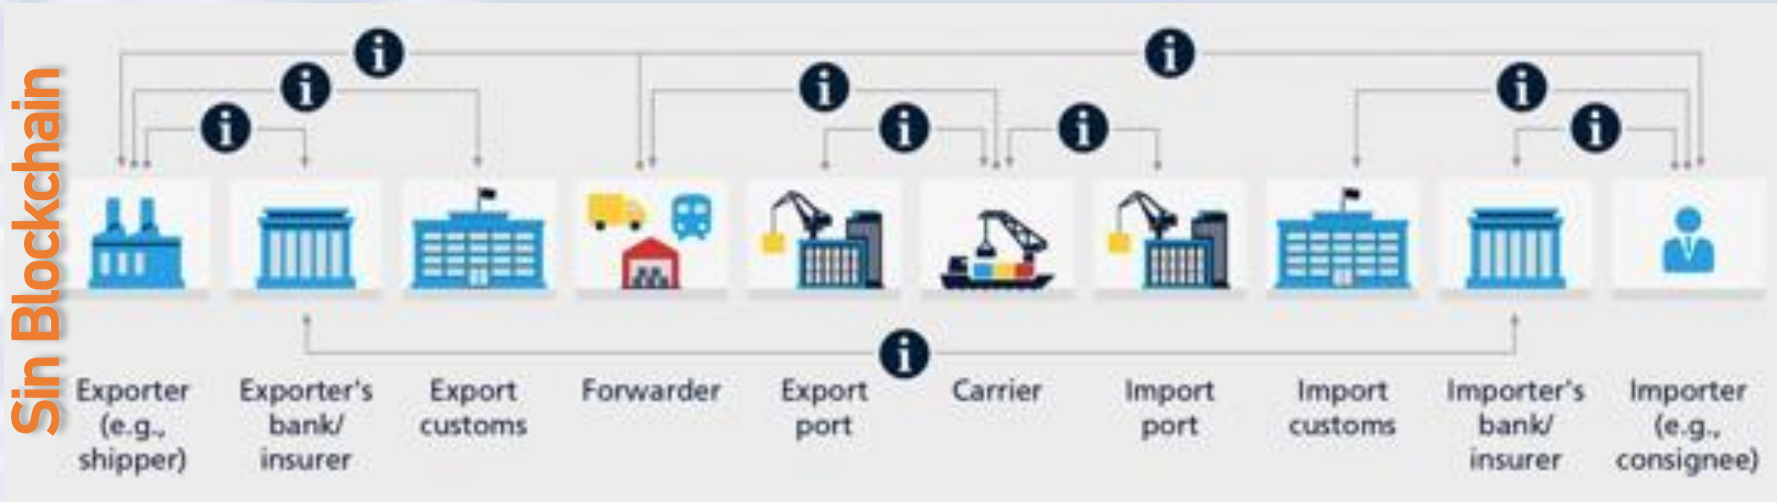 Sin Blockchain
i
i
i
i
i
i
i
i
i
i
Exporter
(e.g.,
shipper)
Exporter's
bank/
insurer
Export
customs
Forwarder
Export
port
Carrier
Import
port
Import
customs
Importer's
bank/
insurer
Importer
(e.g.,
consignee)